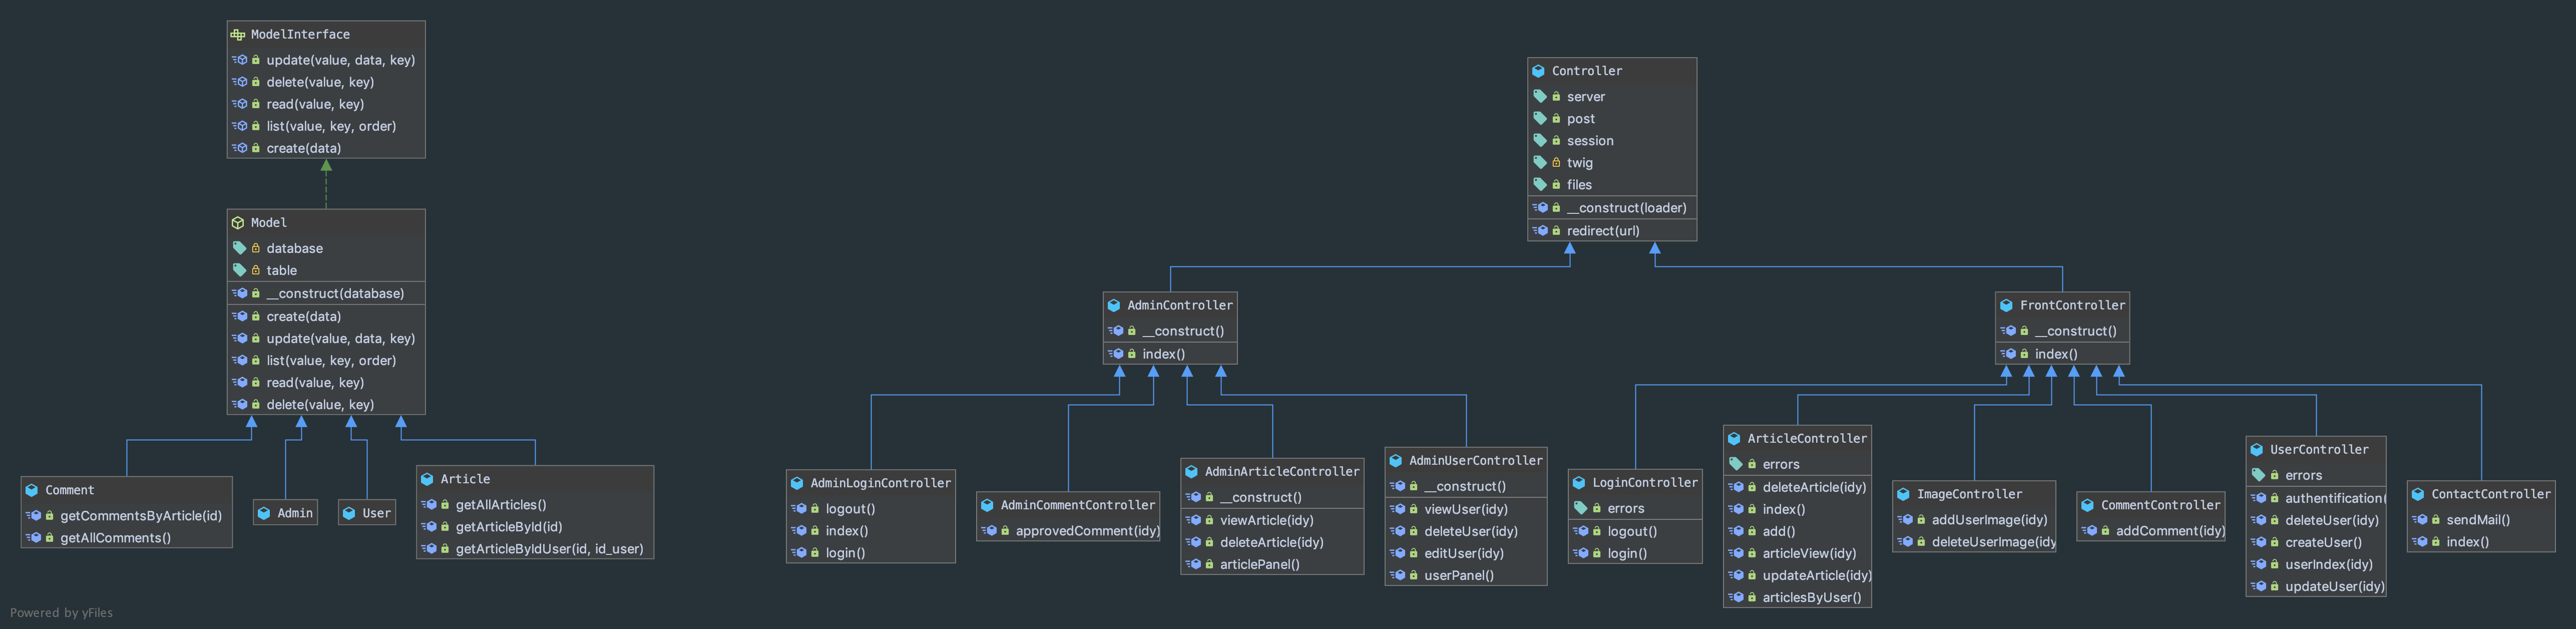 ModelInterface
update(value, data, key)
delete(value, key)
read(value, key)
list(value, key, order)
create(data)
Model
database
table
__construct(database)
create(data)
update(value, data, key)
list(value, key, order)
read(value, key)
delete(value, key)
Comment
getCommentsByArticle(id)
getAllComments()
Admin
User
Article
getAllArticles()
getArticleById(id)
getArticleByIdUser(id, id_user)
Controller
server
post
session
twig
files
__construct(loader)
redirect(url)
AdminController
__construct()
index()
FrontController
__construct()
index()
AdminLoginController
logout()
index()
login()
AdminCommentController
approvedComment(idy)
AdminArticleController
__construct()
viewArticle(idy)
deleteArticle(idy)
articlePanel()
AdminUserController
__construct()
viewUser(idy)
deleteUser(idy)
editUser(idy)
userPanel()
LoginController
errors
logout()
login()
ArticleController
errors
deleteArticle(idy)
index()
add()
articleView(idy)
updateArticle(idy)
articlesByUser()
ImageController
addUserImage(idy)
deleteUserImage(idy
CommentController
addComment(idy)
UserController
errors
authentification(
deleteUser(idy)
createUser()
userIndex(idy)
updateUser(idy)
ContactController
sendMail()
index()
Powered by yFiles